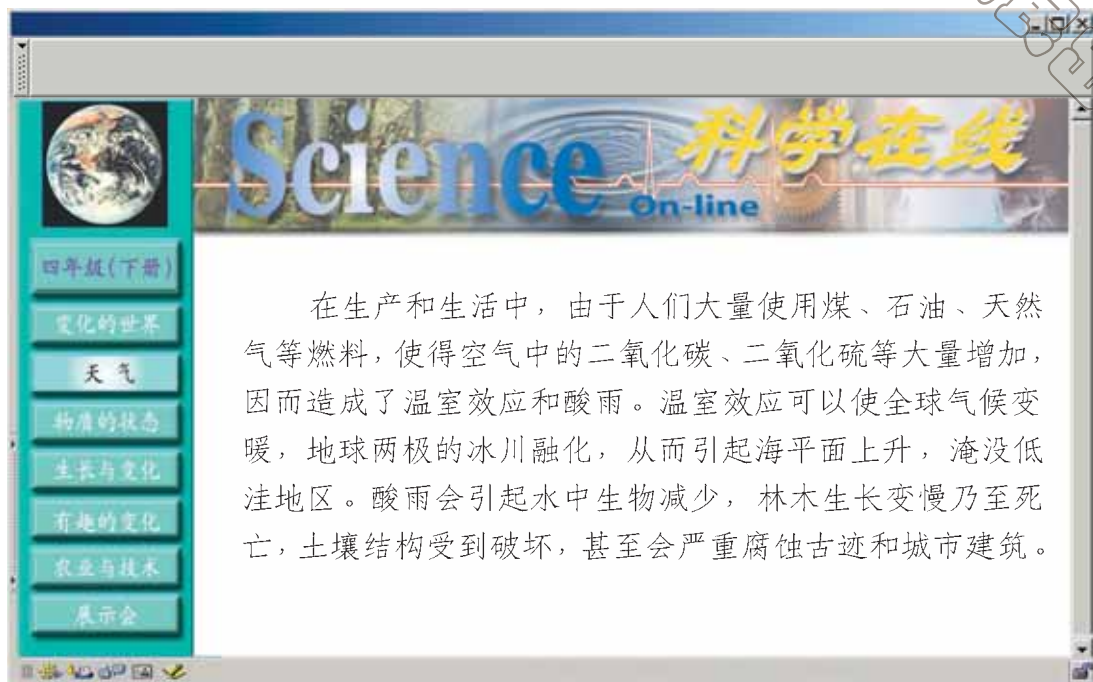 Science
科学在线
On-line
四年级(下册)
变化的世界
天气
物质的状态
生长与变化
有趣的变化
农业与技术
展示会
在生产和生活中，由于人们大量使用煤、石油、天然
气等燃料，使得空气中的二氧化碳、二氧化硫等大量增加，
因而造成了温室效应和酸雨。温室效应可以使全球气候变
暖，地球两极的冰川融化，从而引起海平面上升，淹没低
洼地区。酸雨会引起水中生物减少，林木生长变慢乃至死
亡，土壤结构受到破坏，甚至会严重腐蚀古迹和城市建筑。